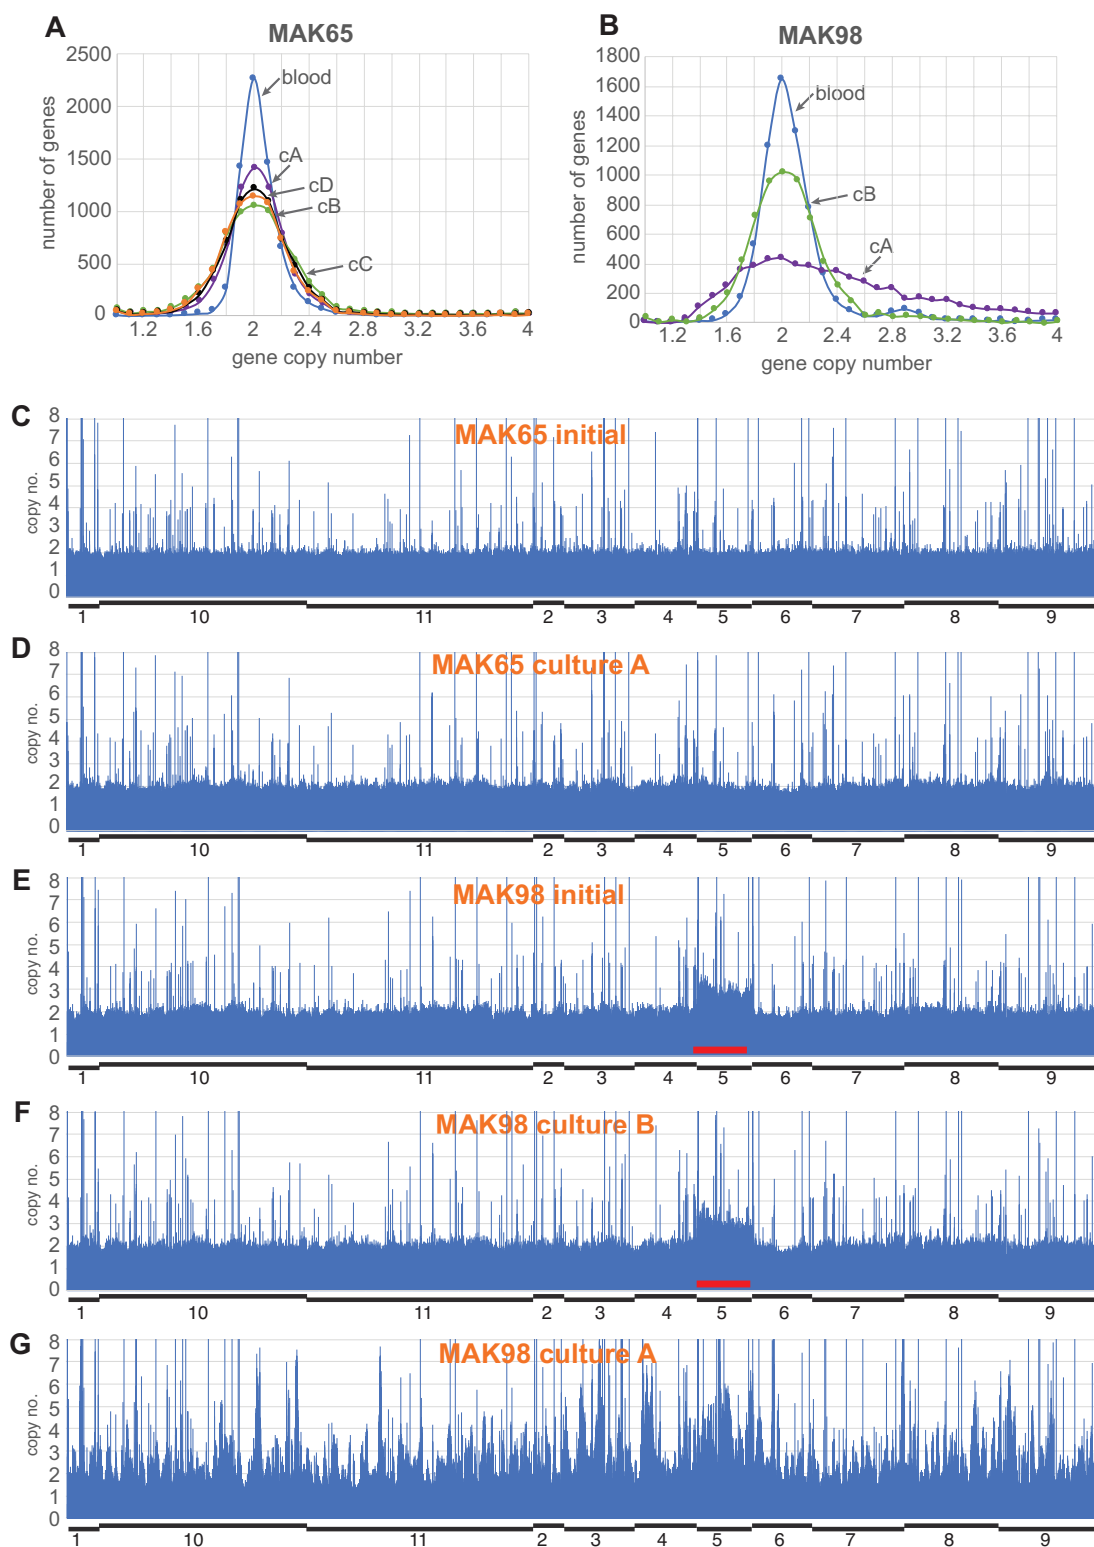 A
MAK65
2500
2000
1500
1000
500
0
number of genes
blood
cA
cD
cB
cC
1.2 1.6 2 2.4 2.8 3.2 3.6 4
gene copy number
B
MAK98
1800
1600
1400
1200
1000
800
600
400
200
0
number of genes
blood
cB
cA
1.2 1.6 2 2.4 2.8 3.2 3.6 4
gene copy number
C
MAK65 initial
8
7
6
5
4
3
2
1
0
copy no.
1 10 11 2 3 4 5 6 7 8 9
D
MAK65 culture A
8
7
6
5
4
3
2
1
0
copy no.
1 10 11 2 3 4 5 6 7 8 9
E
MAK98 initial
8
7
6
5
4
3
2
1
0
copy no.
1 10 11 2 3 4 5 6 7 8 9
F
MAK98 culture B
8
7
6
5
4
3
2
1
0
copy no.
1 10 11 2 3 4 5 6 7 8 9
G
MAK98 culture A
8
7
6
5
4
3
2
1
0
copy no.
1 10 11 2 3 4 5 6 7 8 9